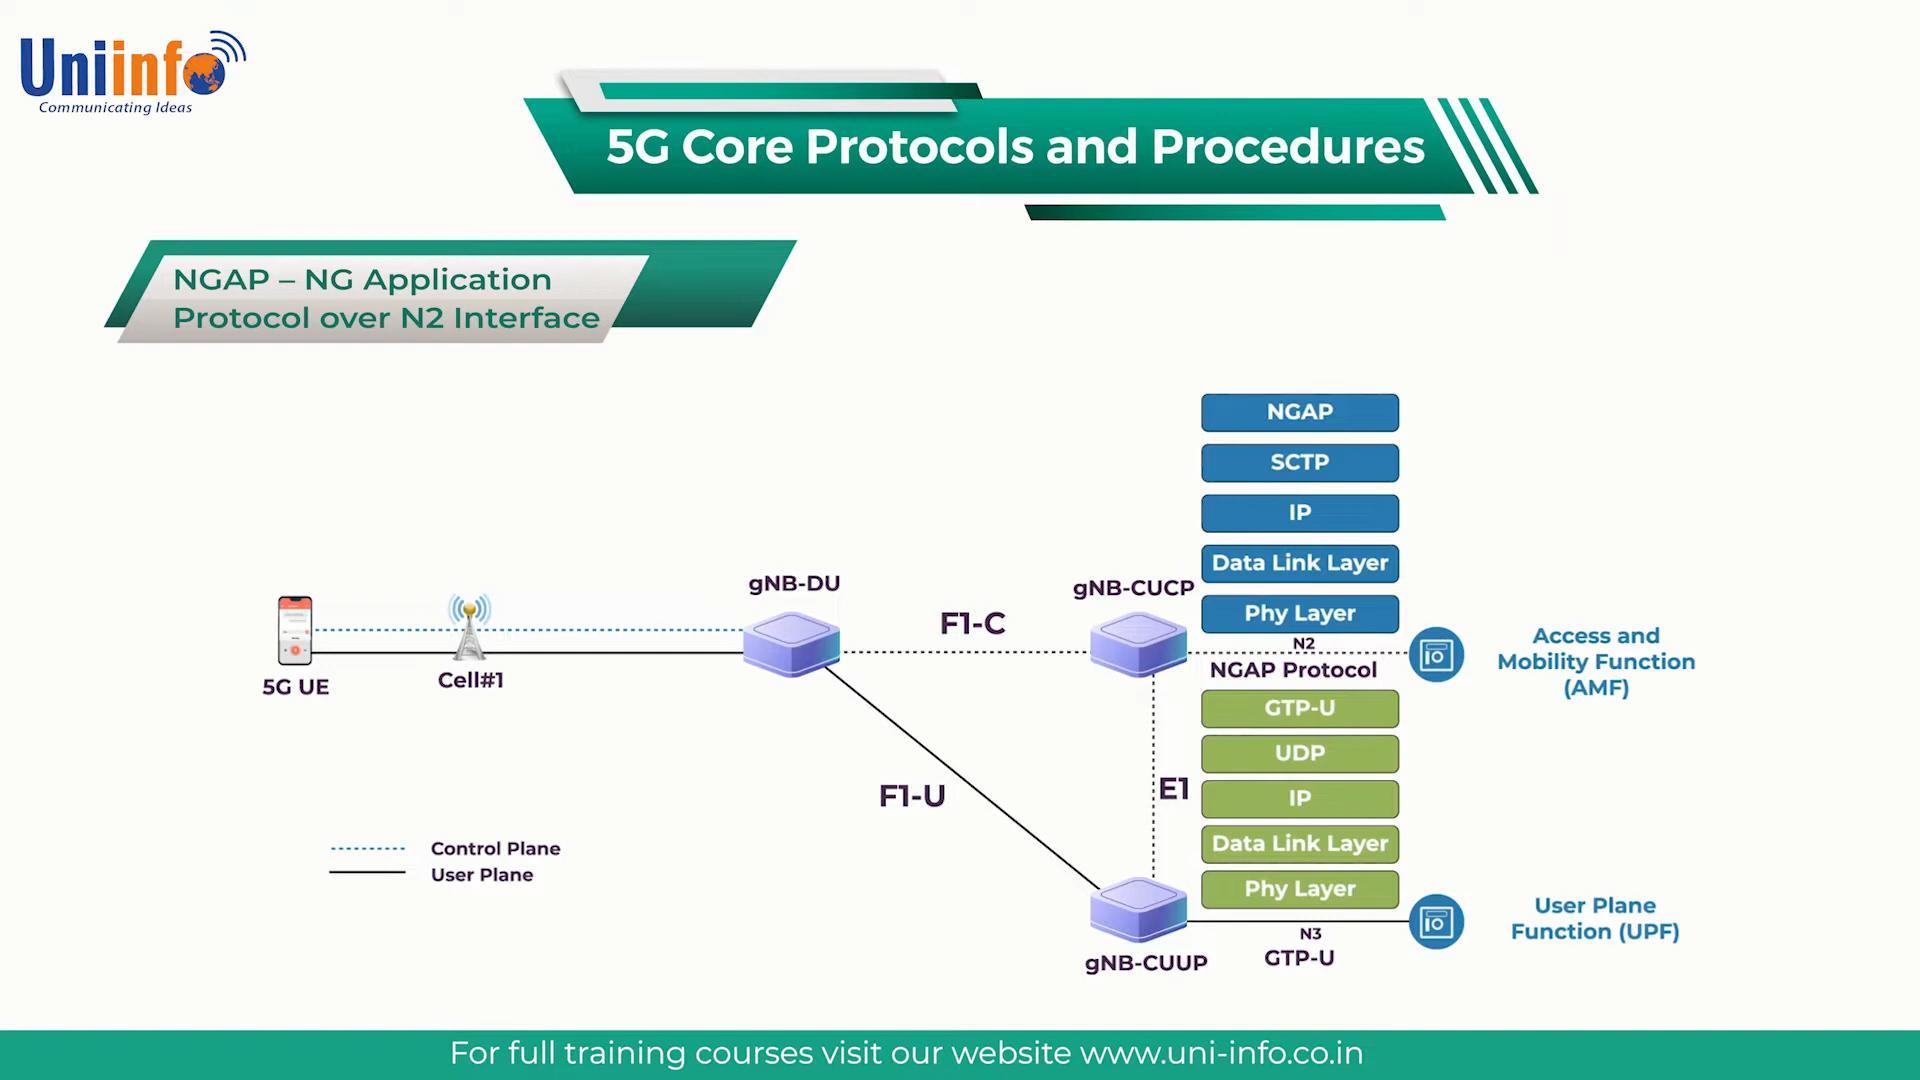 Uniinfo
Communicating Ideas
5G Core Protocols and Procedures
NGAP – NG Application
Protocol over N2 Interface
NGAP
SCTP
IP
Data Link Layer
Phy Layer
gNB-DU
gNB-CUCP
F1-C
N2
NGAP Protocol
Access and
Mobility Function
(AMF)
5G UE
Cell#1
GTP-U
UDP
IP
Data Link Layer
Phy Layer
F1-U
E1
Control Plane
User Plane
User Plane
Function (UPF)
N3
GTP-U
gNB-CUUP
For full training courses visit our website www.uni-info.co.in